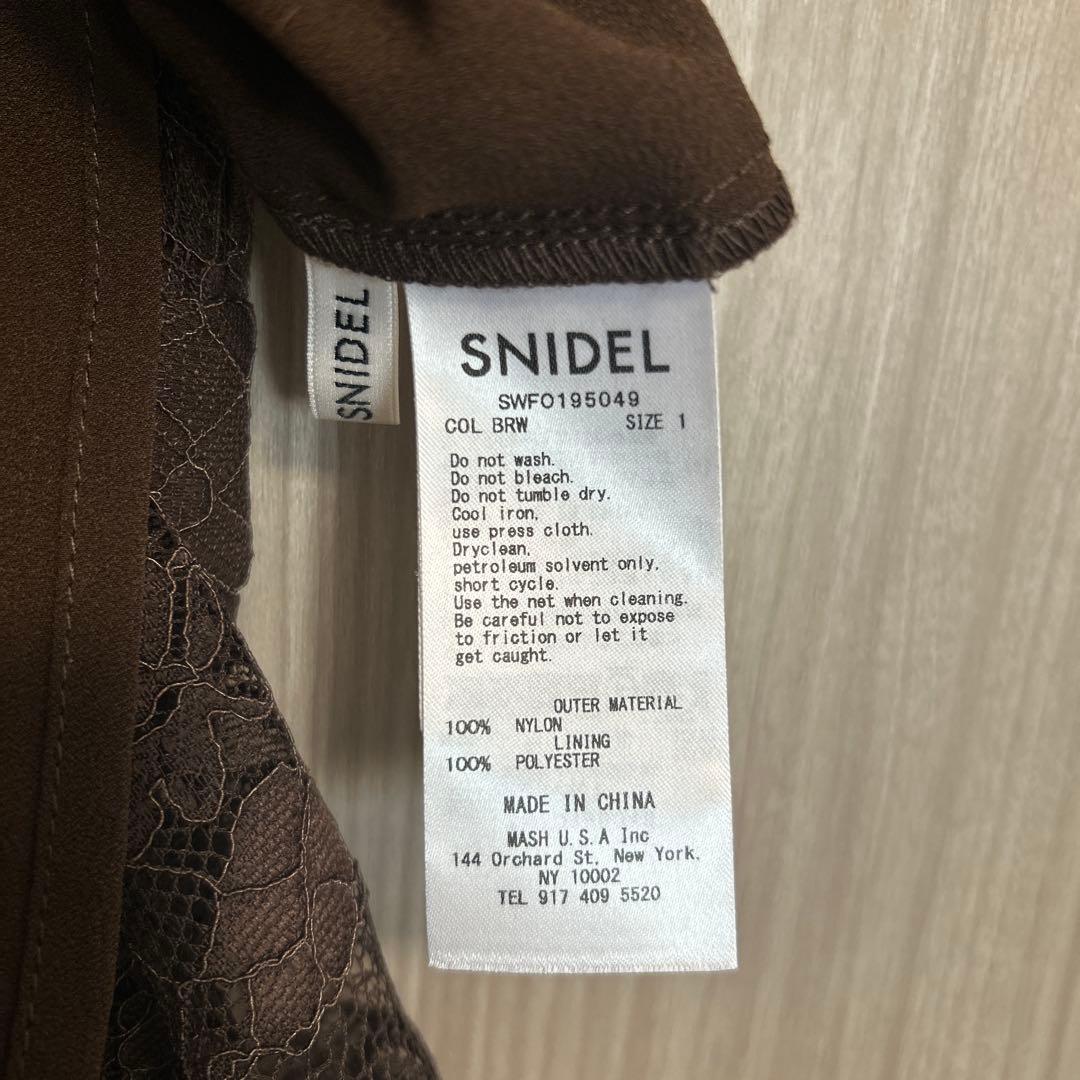 SNIDEL
SNIDEL
SWFO195049
COL BRW SIZE 1
Do not wash.
Do not bleach.
Do not tumble dry.
Cool iron,
use press cloth.
Dryclean,
petroleum solvent only,
short cycle.
Use the net when cleaning.
Be careful not to expose
to friction or let it
get caught.
OUTER MATERIAL
100% NYLON
LINING
100% POLYESTER
MADE IN CHINA
MASH U.S.A Inc
144 Orchard St, New York,
NY 10002
TEL 917 409 5520